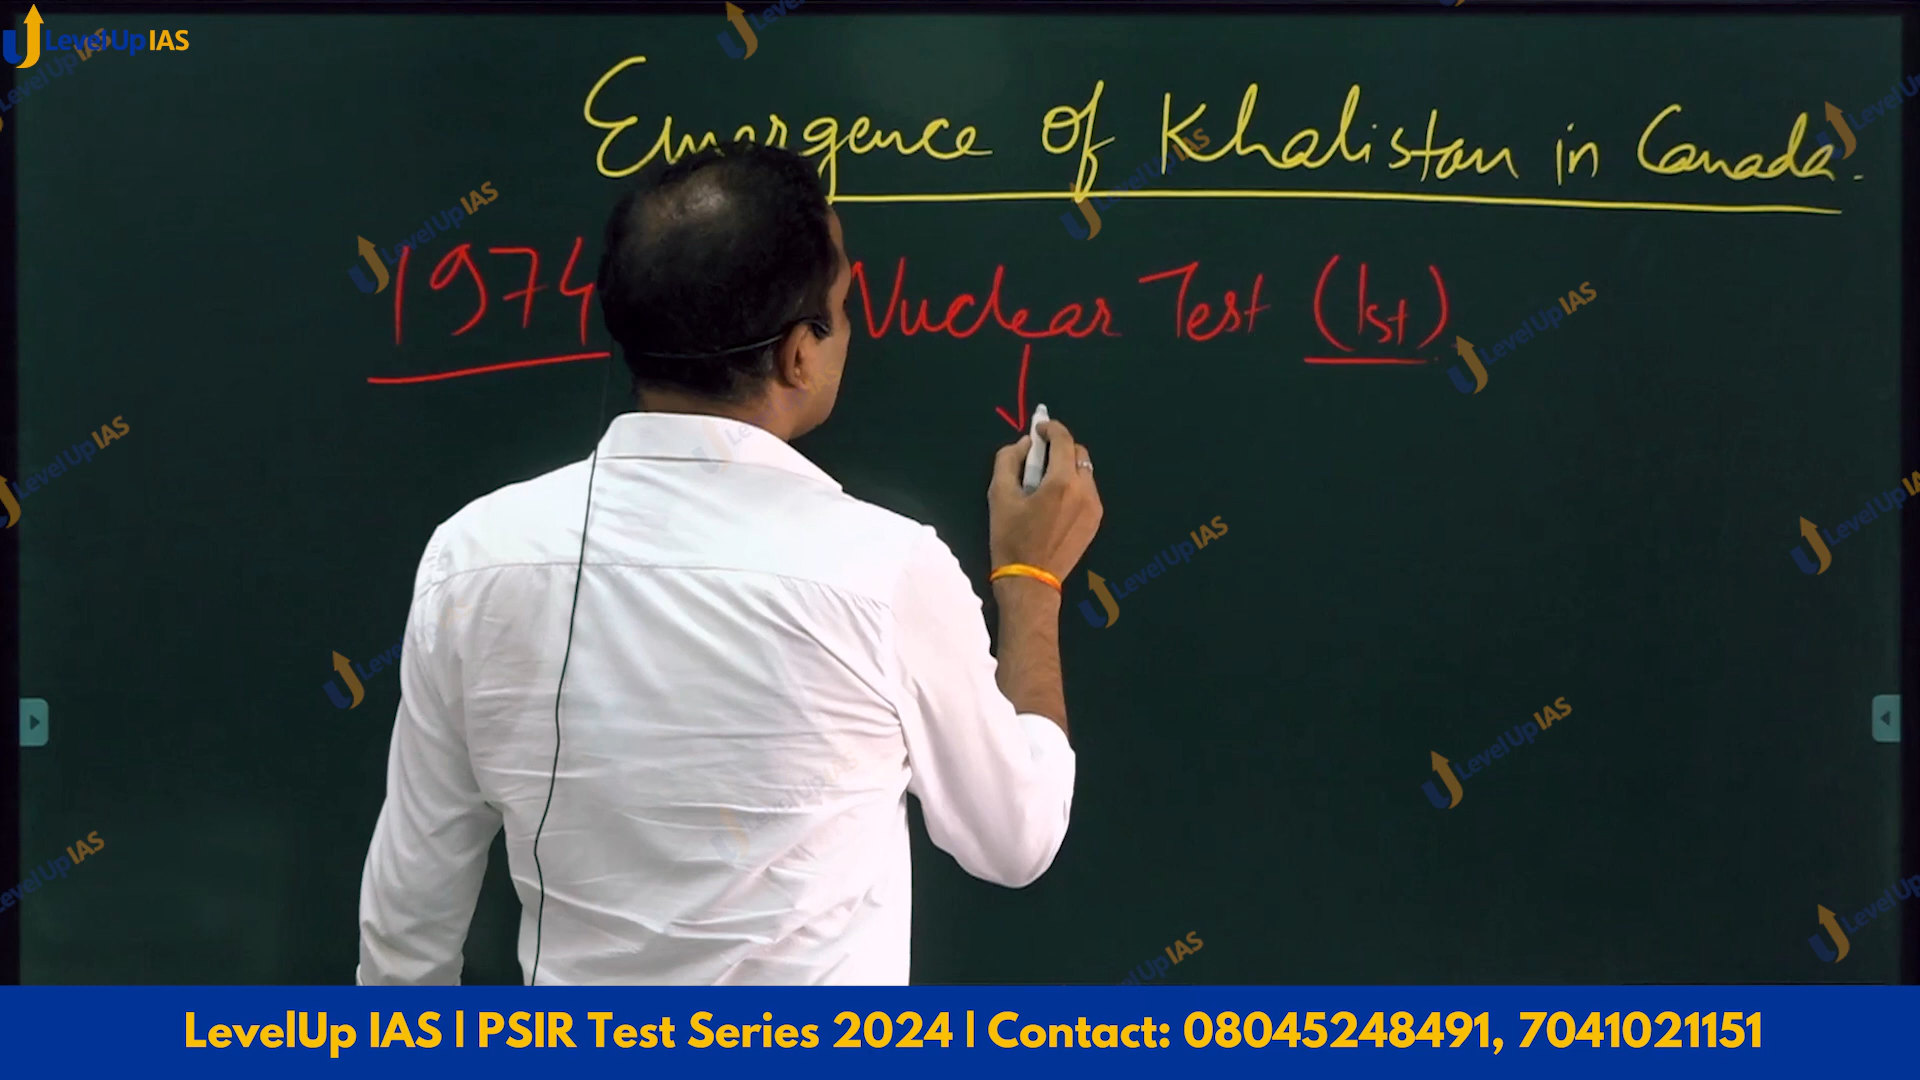 LevelUp IAS
Emergence of Khalistan in Canada.
1974 Nuclear Test (1st)
LevelUp IAS | PSIR Test Series 2024 | Contact: 08045248491, 7041021151